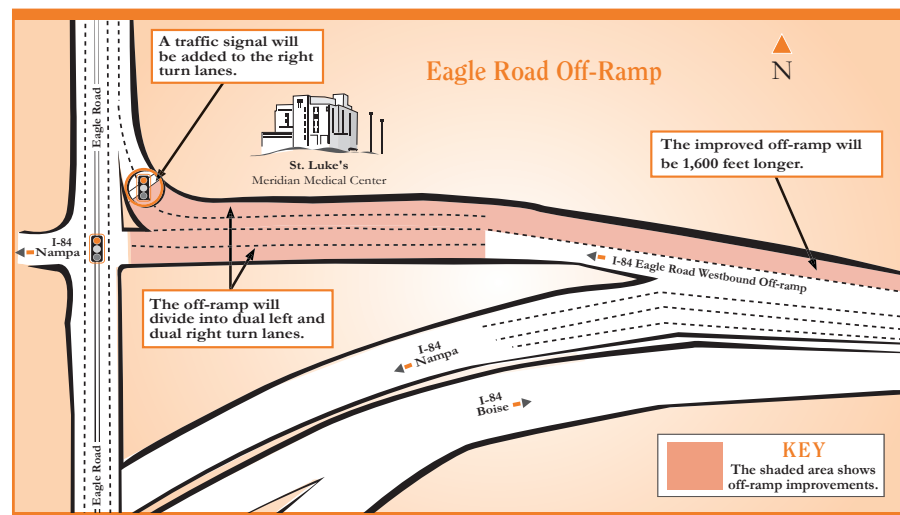 A traffic signal will
be added to the right
turn lanes.
Eagle Road Off-Ramp
N
Eagle Road
St. Luke's
Meridian Medical Center
The improved off-ramp will
be 1,600 feet longer.
I-84
Nampa
I-84 Eagle Road Westbound Off-ramp
The off-ramp will
divide into dual left and
dual right turn lanes.
I-84
Nampa
I-84
Boise
Eagle Road
KEY
The shaded area shows
off-ramp improvements.